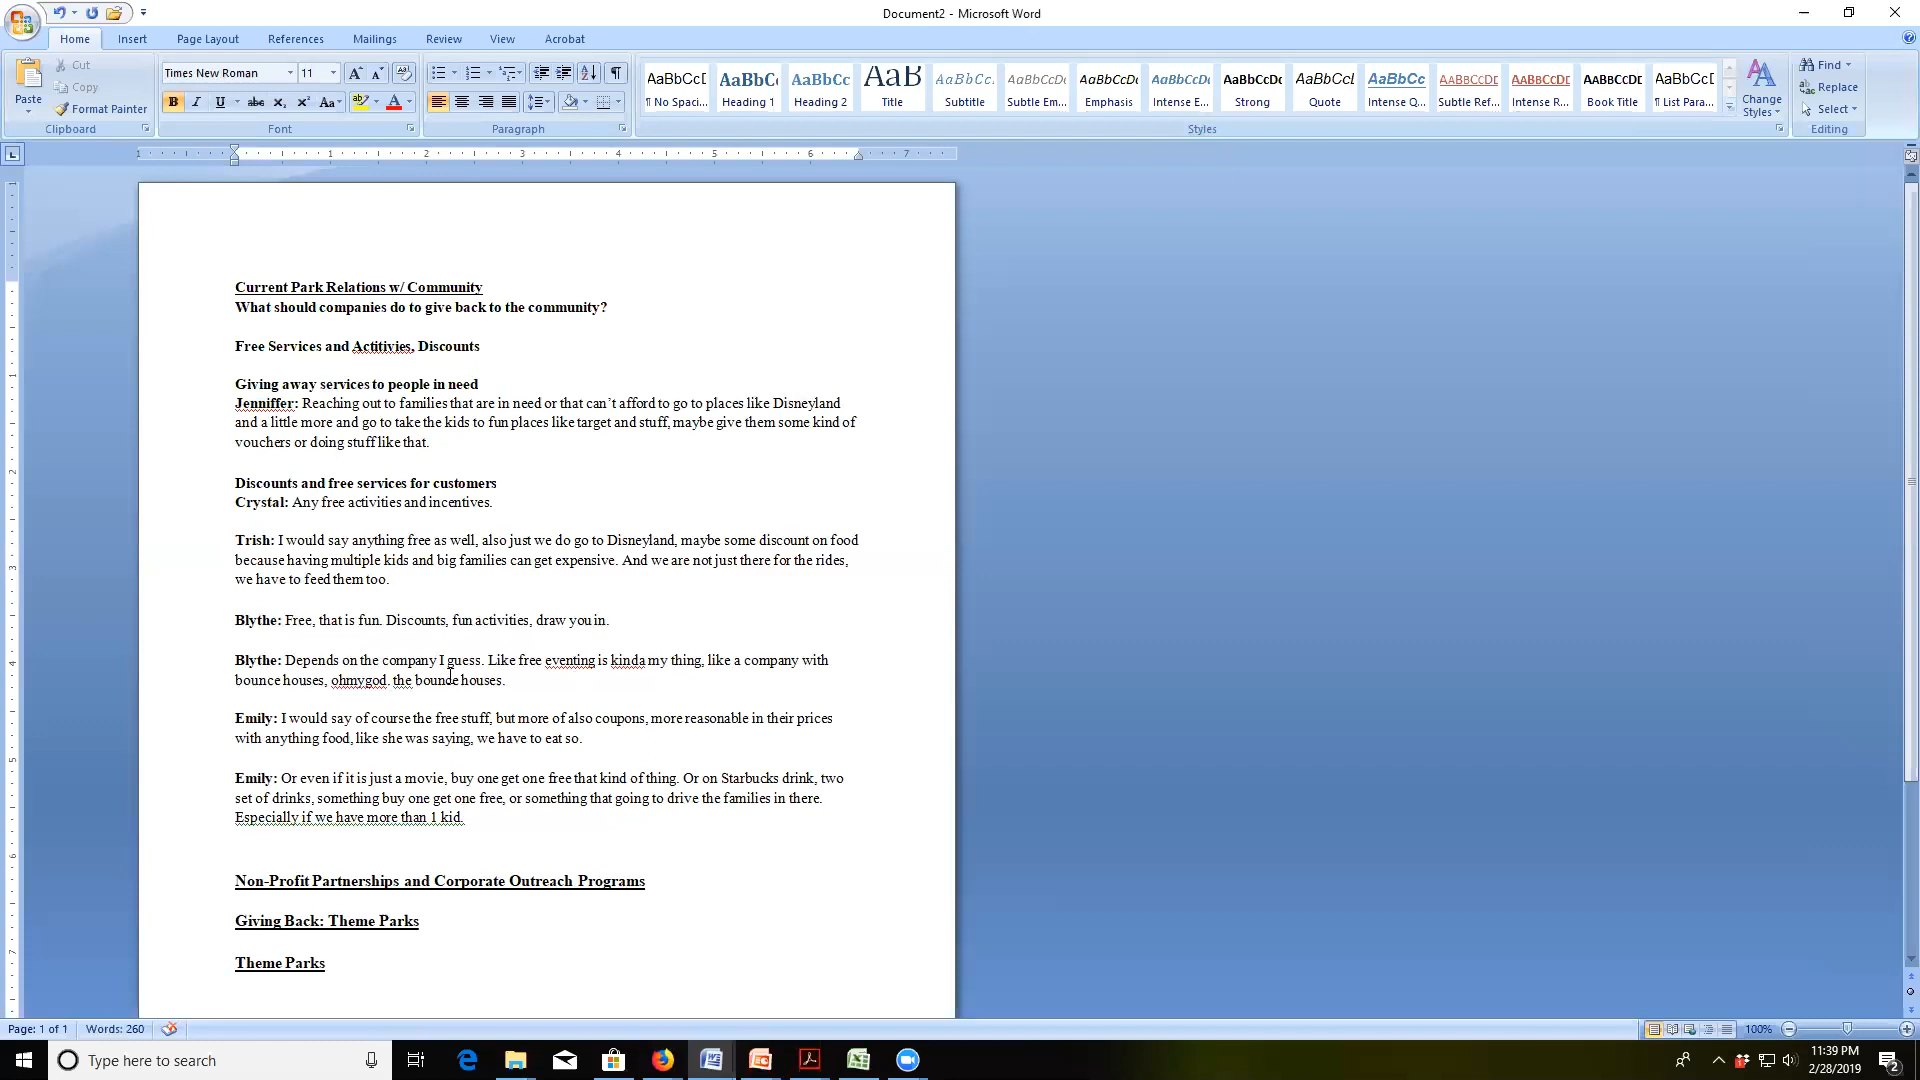 Document2 - Microsoft Word
Home Insert Page Layout References Mailings Review View Acrobat
Paste
Cut
Copy
Format Painter
Clipboard
Times New Roman 11
Font
Paragraph
AaBbCcI ¶ No Spaci...
AaBbC Heading 1
AaBbCc Heading 2
AaB Title
AaBbCc. Subtitle
AaBbCcDc Subtle Em...
AaBbCcDc Emphasis
AaBbCcDc Intense E...
AaBbCcDc Strong
AaBbCcL Quote
AaBbCc Intense Q...
AABBCCDE Subtle Ref...
AABBCCDE Intense R...
AABBCCDI Book Title
AaBbCcL ¶ List Para...
Change Styles
Styles
Find
Replace
Select
Editing
Current Park Relations w/ Community
What should companies do to give back to the community?
Free Services and Actitivies, Discounts
Giving away services to people in need
Jenniffer: Reaching out to families that are in need or that can’t afford to go to places like Disneyland
and a little more and go to take the kids to fun places like target and stuff, maybe give them some kind of
vouchers or doing stuff like that.
Discounts and free services for customers
Crystal: Any free activities and incentives.
Trish: I would say anything free as well, also just we do go to Disneyland, maybe some discount on food
because having multiple kids and big families can get expensive. And we are not just there for the rides,
we have to feed them too.
Blythe: Free, that is fun. Discounts, fun activities, draw you in.
Blythe: Depends on the company I guess. Like free eventing is kinda my thing, like a company with
bounce houses, ohmygod. the bounce houses.
Emily: I would say of course the free stuff, but more of also coupons, more reasonable in their prices
with anything food, like she was saying, we have to eat so.
Emily: Or even if it is just a movie, buy one get one free that kind of thing. Or on Starbucks drink, two
set of drinks, something buy one get one free, or something that going to drive the families in there.
Especially if we have more than 1 kid.
Non-Profit Partnerships and Corporate Outreach Programs
Giving Back: Theme Parks
Theme Parks
Page: 1 of 1 Words: 260 100%
Type here to search
11:39 PM
2/28/2019
2